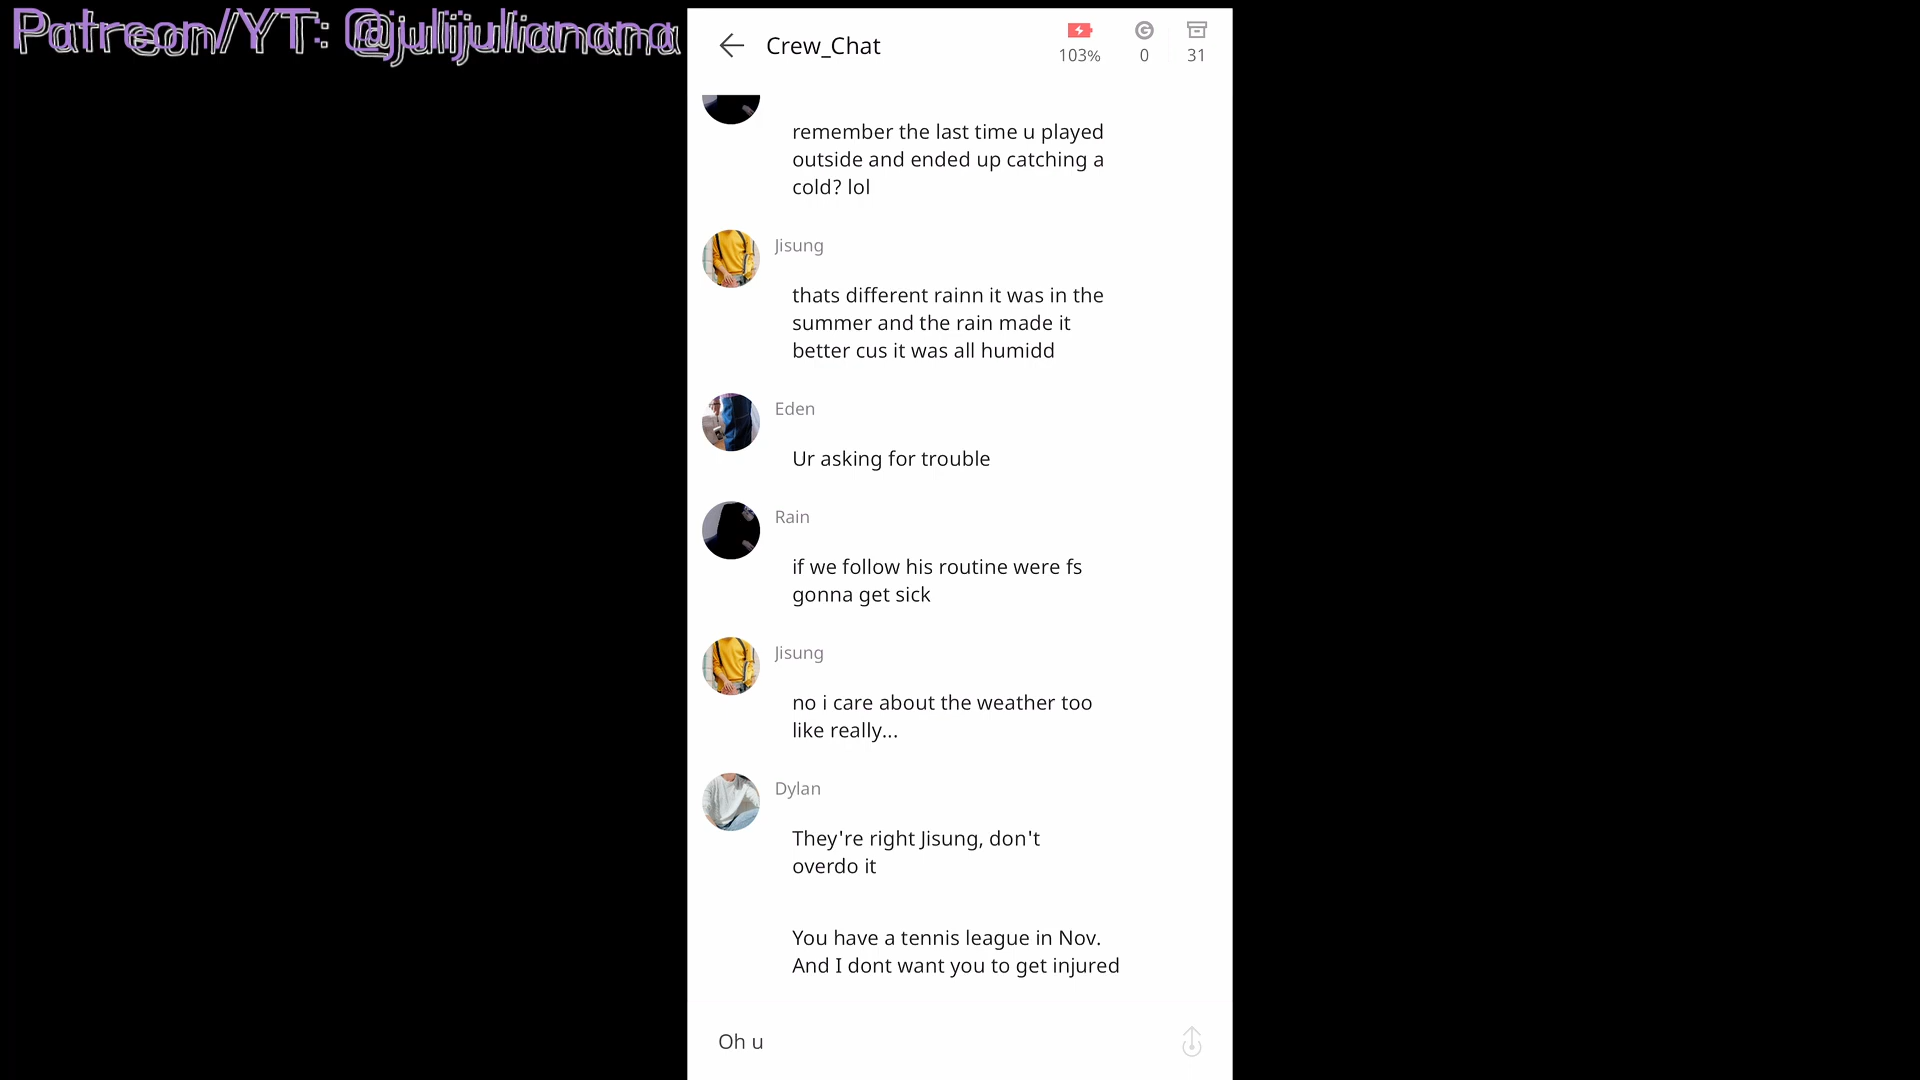 Patreon/YT: @julijulianana
Crew_Chat
103%
0
31
remember the last time u played
outside and ended up catching a
cold? lol
Jisung
thats different rainn it was in the
summer and the rain made it
better cus it was all humidd
Eden
Ur asking for trouble
Rain
if we follow his routine were fs
gonna get sick
Jisung
no i care about the weather too
like really...
Dylan
They're right Jisung, don't
overdo it
You have a tennis league in Nov.
And I dont want you to get injured
Oh u